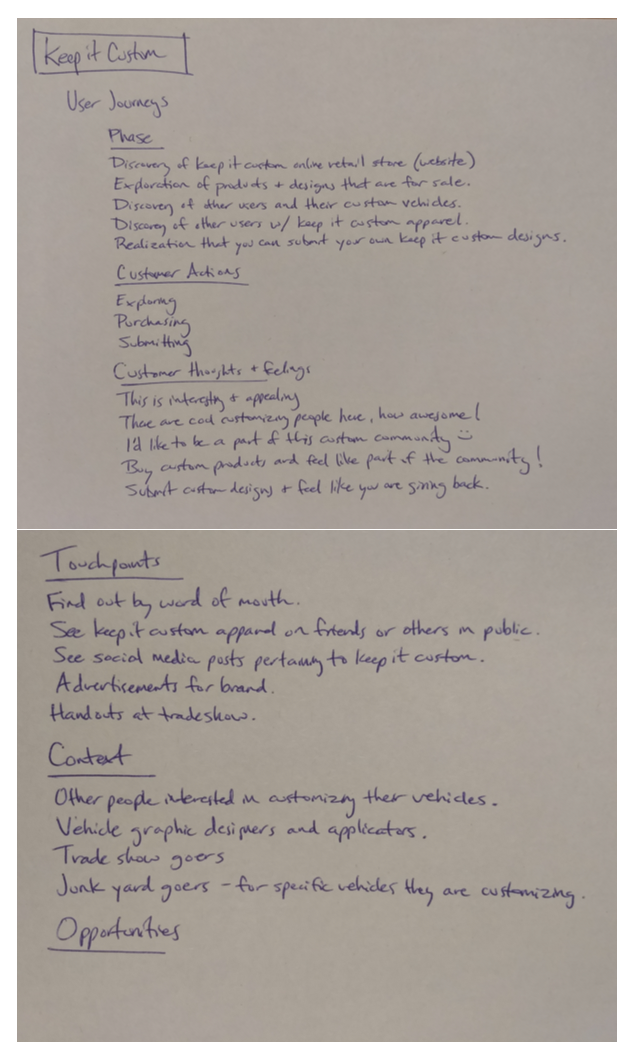 Keep it Custom
User Journeys
Phase
Discovery of keep it custom online retail store (website)
Exploration of products + designs that are for sale.
Discovery of other users and their custom vehicles.
Discovery of other users w/ keep it custom apparel.
Realization that you can submit your own keep it custom designs.
Customer Actions
Exploring
Purchasing
Submitting
Customer thoughts + feelings
This is interesting + appealing
These are cool customizing people here, how awesome!
I'd like to be a part of this custom community :)
Buy custom products and feel like part of the community!
Submit custom designs + feel like you are giving back.
Touchpoints
Find out by word of mouth.
See keep it custom apparel on friends or others in public.
See social media posts pertaining to keep it custom.
Advertisements for brand.
Handouts at tradeshow.
Context
Other people interested in customizing their vehicles.
Vehicle graphic designers and applicators.
Trade show goers
Junk yard goers - for specific vehicles they are customizing.
Opportunities